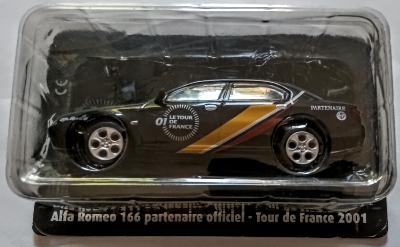 01 LE TOUR
DE
FRANCE
PARTENAIRE
Alfa Romeo 166 partenaire officiel - Tour de France 2001